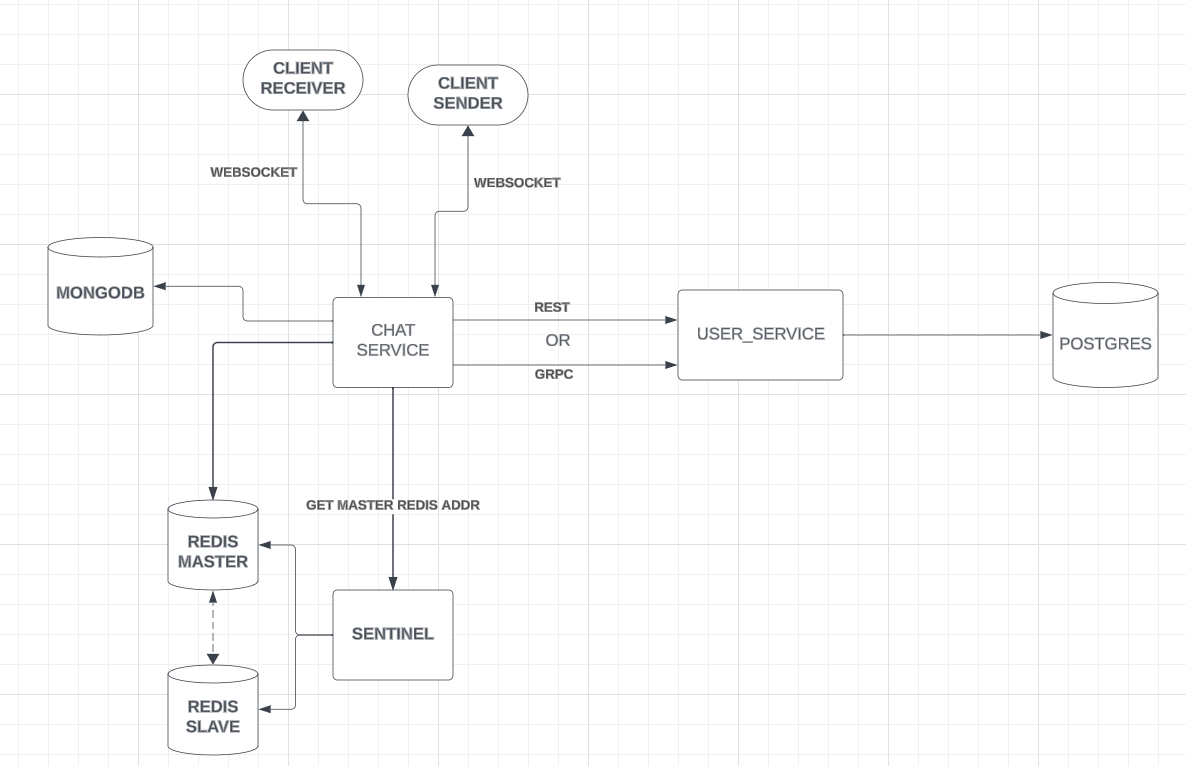 CLIENT
RECEIVER
CLIENT
SENDER
WEBSOCKET
WEBSOCKET
MONGODB
CHAT
SERVICE
REST
OR
GRPC
USER_SERVICE
POSTGRES
GET MASTER REDIS ADDR
REDIS
MASTER
SENTINEL
REDIS
SLAVE